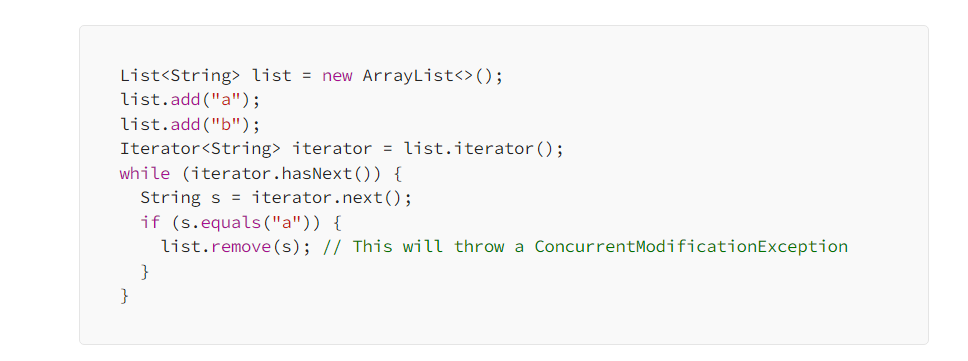 List<String> list = new ArrayList<>();
list.add("a");
list.add("b");
Iterator<String> iterator = list.iterator();
while (iterator.hasNext()) {
  String s = iterator.next();
  if (s.equals("a")) {
    list.remove(s); // This will throw a ConcurrentModificationException
  }
}